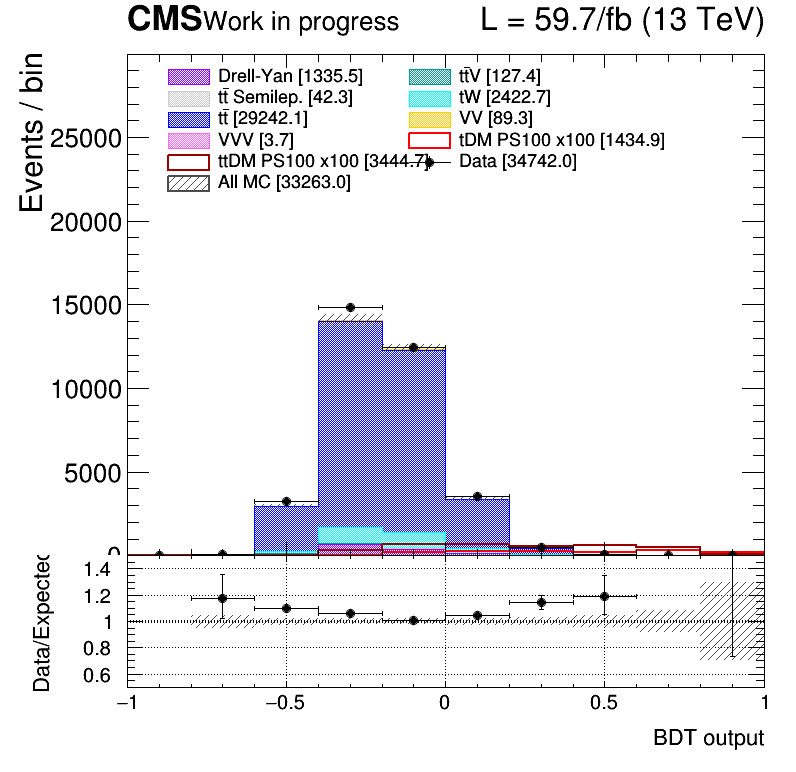 CMS Work in progress L = 59.7/fb (13 TeV)
Events / bin
Drell-Yan [1335.5] tt̄V [127.4]
tt̄ Semilep. [42.3] tW [2422.7]
tt̄ [29242.1] VV [89.3]
VVV [3.7] tDM PS100 x100 [1434.9]
ttDM PS100 x100 [3444.7] Data [34742.0]
All MC [33263.0]
25000
20000
15000
10000
5000
0
Data/Expected
1.4
1.2
1
0.8
0.6
−1 −0.5 0 0.5 1
BDT output